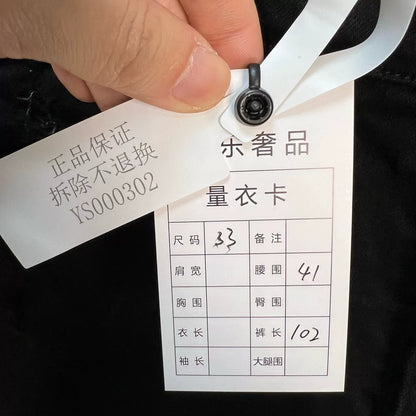 正品保证
拆除不退换
YS000302
乐奢品
量衣卡
尺码 33 备注
肩宽 腰围 41
胸围 臀围
衣长 裤长 102
袖长 大腿围